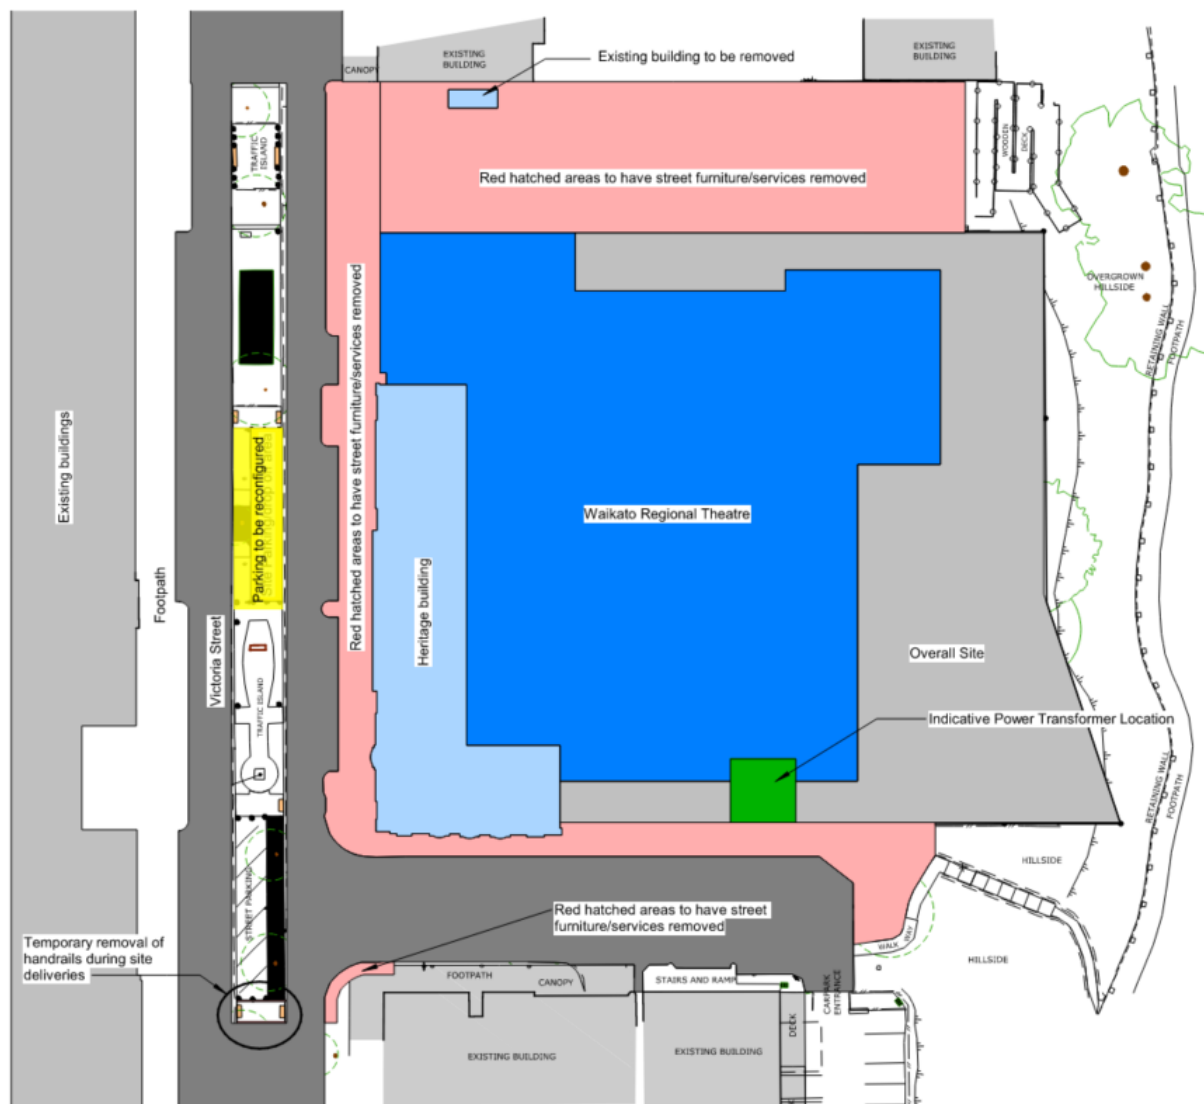 EXISTING
BUILDING
CANOPY
Existing building to be removed
EXISTING
BUILDING
TRAFFIC
ISLAND
WOODEN
DECK
Red hatched areas to have street furniture/services removed
OVERGROWN
HILLSIDE
RETAINING WALL
FOOTPATH
Red hatched areas to have street furniture/services removed
Existing buildings
Parking to be reconfigured
Site Parking/drop off area
Waikato Regional Theatre
Footpath
Heritage building
Victoria Street
Overall Site
TRAFFIC ISLAND
Indicative Power Transformer Location
RETAINING WALL
FOOTPATH
HILLSIDE
STREET PARKING
Red hatched areas to have street
furniture/services removed
Temporary removal of
handrails during site
deliveries
WALK WAY
HILLSIDE
FOOTPATH
CANOPY
STAIRS AND RAMP
CARPARK
ENTRANCE
DECK
EXISTING BUILDING
EXISTING BUILDING